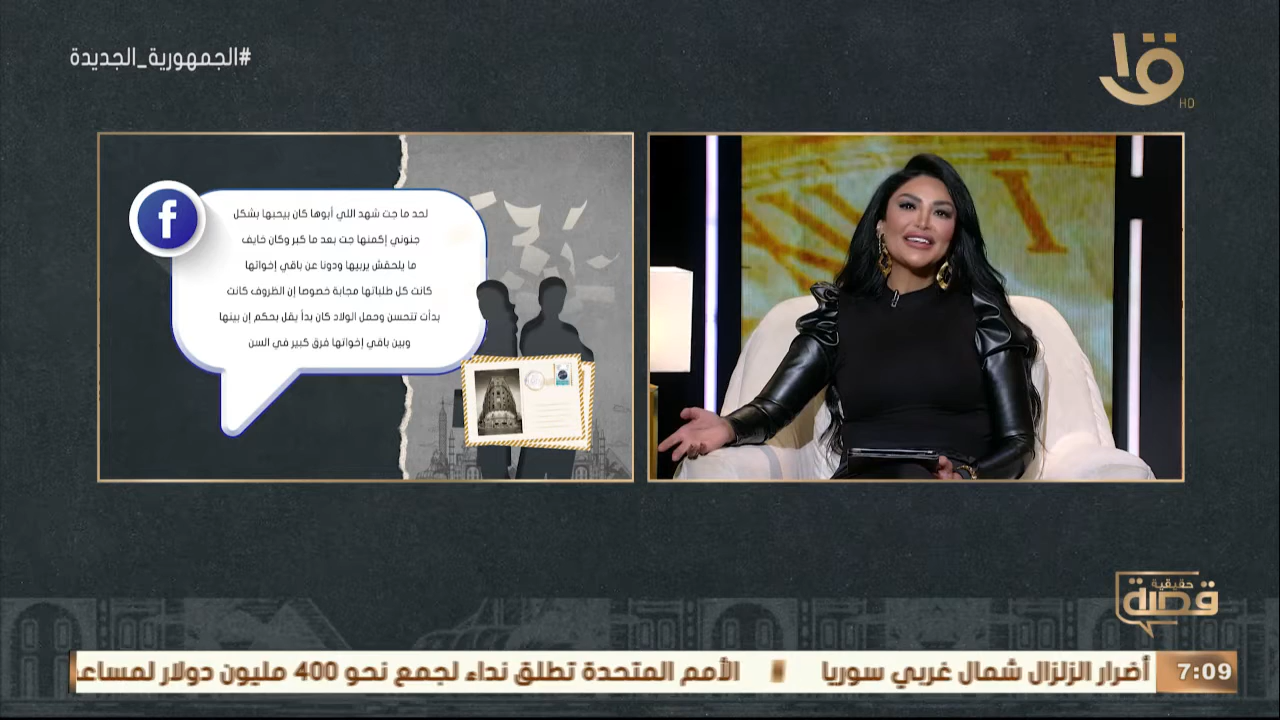 #الجمهورية_الجديدة
HD
لحد ما جت شهد اللي أبوها كان بيحبها بشكل
جنوني إكمنها جت بعد ما كبر وكان خايف
ما يلحقش يربيها ودونا عن باقي إخواتها
كانت كل طلباتها مجابة خصوصا إن الظروف كانت
بدأت تتحسن وحمل الولاد كان بدأ يقل بحكم إن بينها
وبين باقي إخواتها فرق كبير في السن
قصة
حقيقية
7:09
أضرار الزلزال شمال غربي سوريا
الأمم المتحدة تطلق نداء لجمع نحو 400 مليون دولار